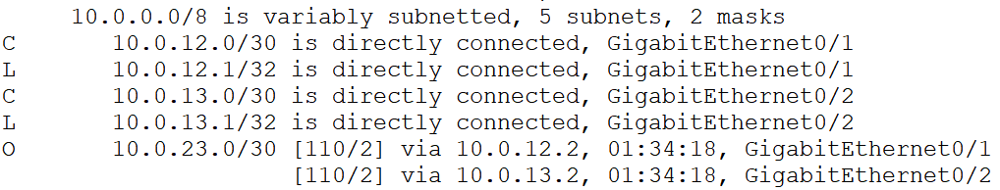 10.0.0.0/8 is variably subnetted, 5 subnets, 2 masks
C 10.0.12.0/30 is directly connected, GigabitEthernet0/1
L 10.0.12.1/32 is directly connected, GigabitEthernet0/1
C 10.0.13.0/30 is directly connected, GigabitEthernet0/2
L 10.0.13.1/32 is directly connected, GigabitEthernet0/2
O 10.0.23.0/30 [110/2] via 10.0.12.2, 01:34:18, GigabitEthernet0/1
[110/2] via 10.0.13.2, 01:34:18, GigabitEthernet0/2